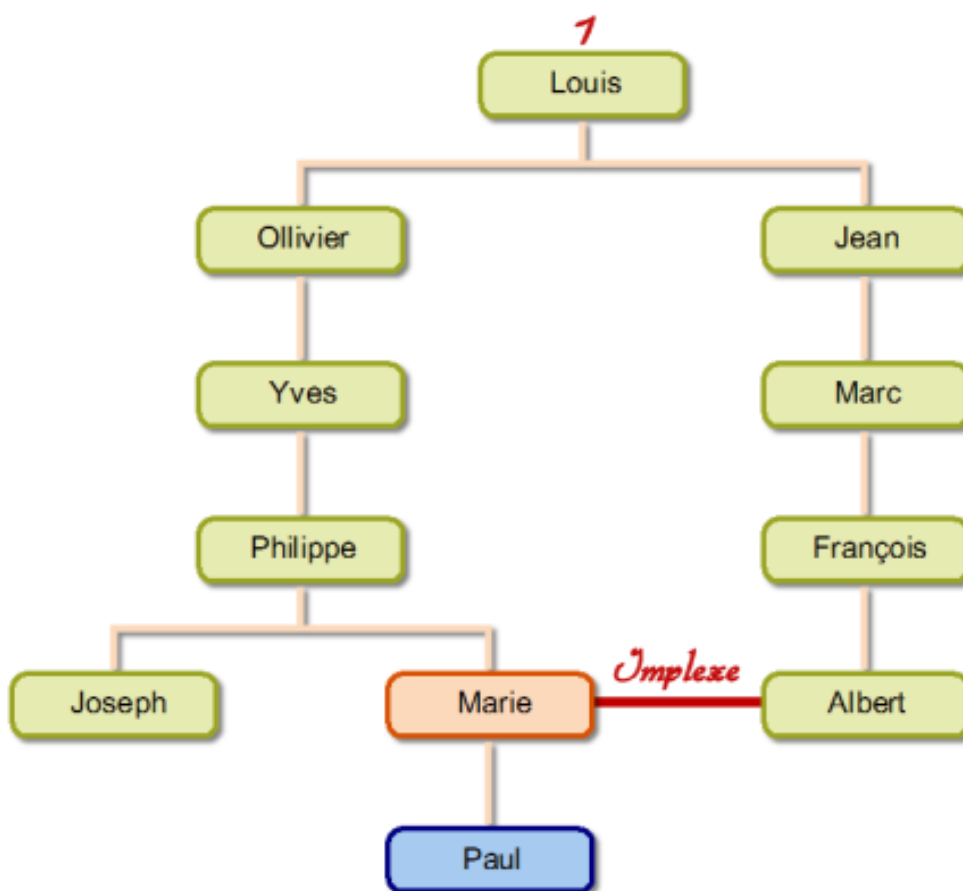 1
Louis
Ollivier Jean
Yves Marc
Philippe François
Implexe
Joseph Marie Albert
Paul